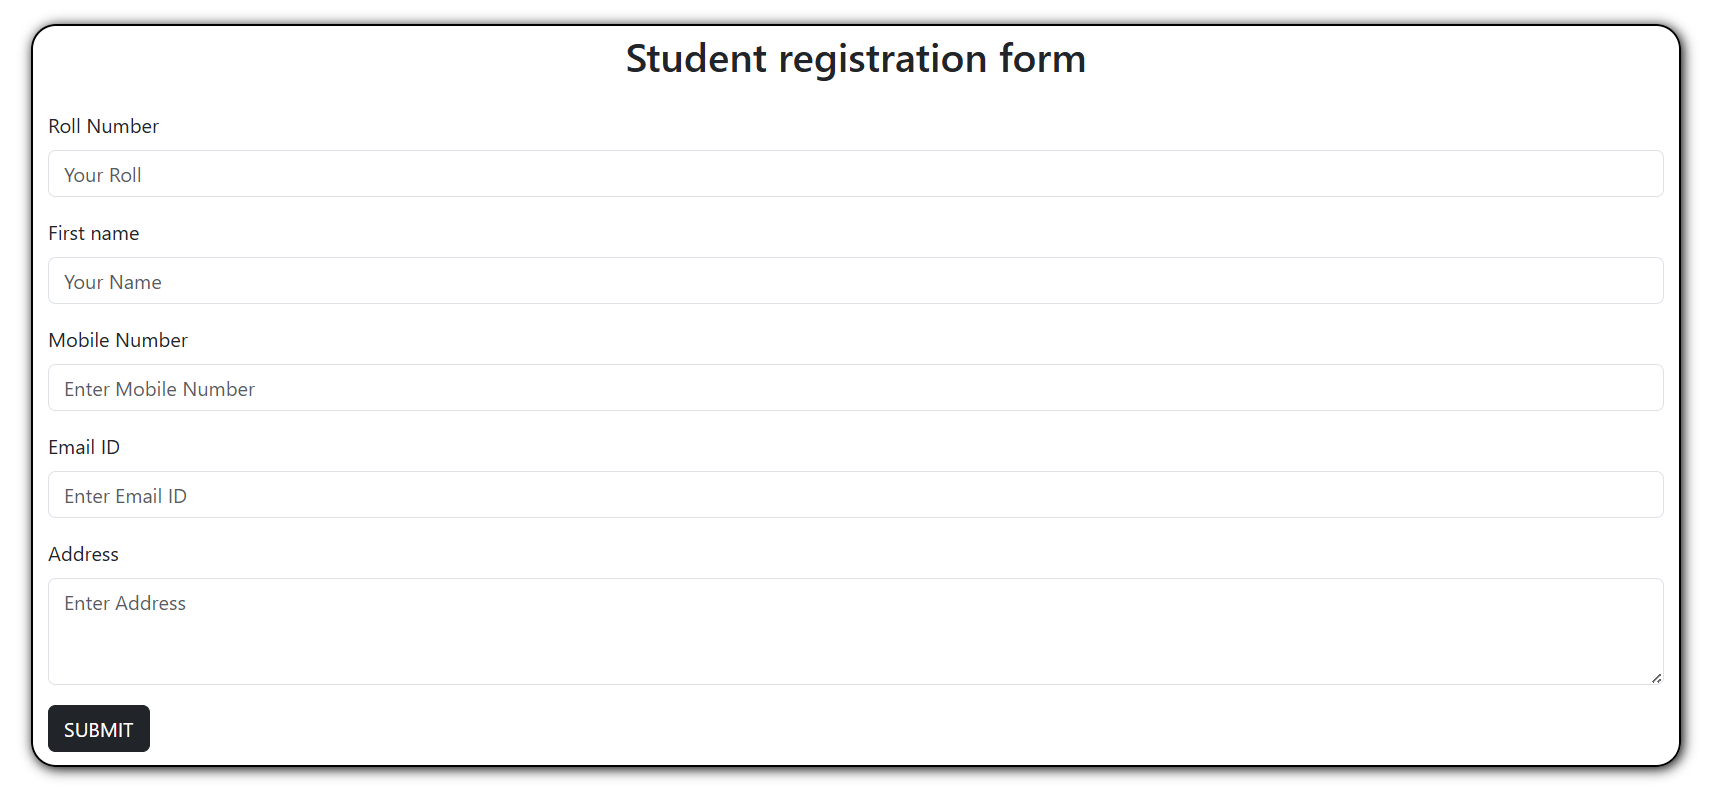 Student registration form
Roll Number
Your Roll
First name
Your Name
Mobile Number
Enter Mobile Number
Email ID
Enter Email ID
Address
Enter Address
SUBMIT